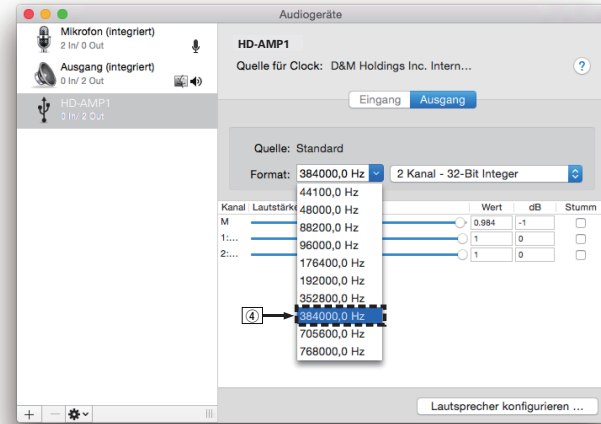 Audiogeräte
Mikrofon (integriert)
2 In/ 0 Out
Ausgang (integriert)
0 In/ 2 Out
HD-AMP1
0 In/ 2 Out
HD-AMP1
Quelle für Clock: D&M Holdings Inc. Intern...
?
Eingang Ausgang
Quelle: Standard
Format: 384000,0 Hz 2 Kanal - 32-Bit Integer
44100,0 Hz
48000,0 Hz
88200,0 Hz
96000,0 Hz
176400,0 Hz
192000,0 Hz
352800,0 Hz
④ 384000,0 Hz
705600,0 Hz
768000,0 Hz
Kanal Lautstärke Wert dB Stumm
M 0.984 -1
1:... 1 0
2:... 1 0
Lautsprecher konfigurieren ...